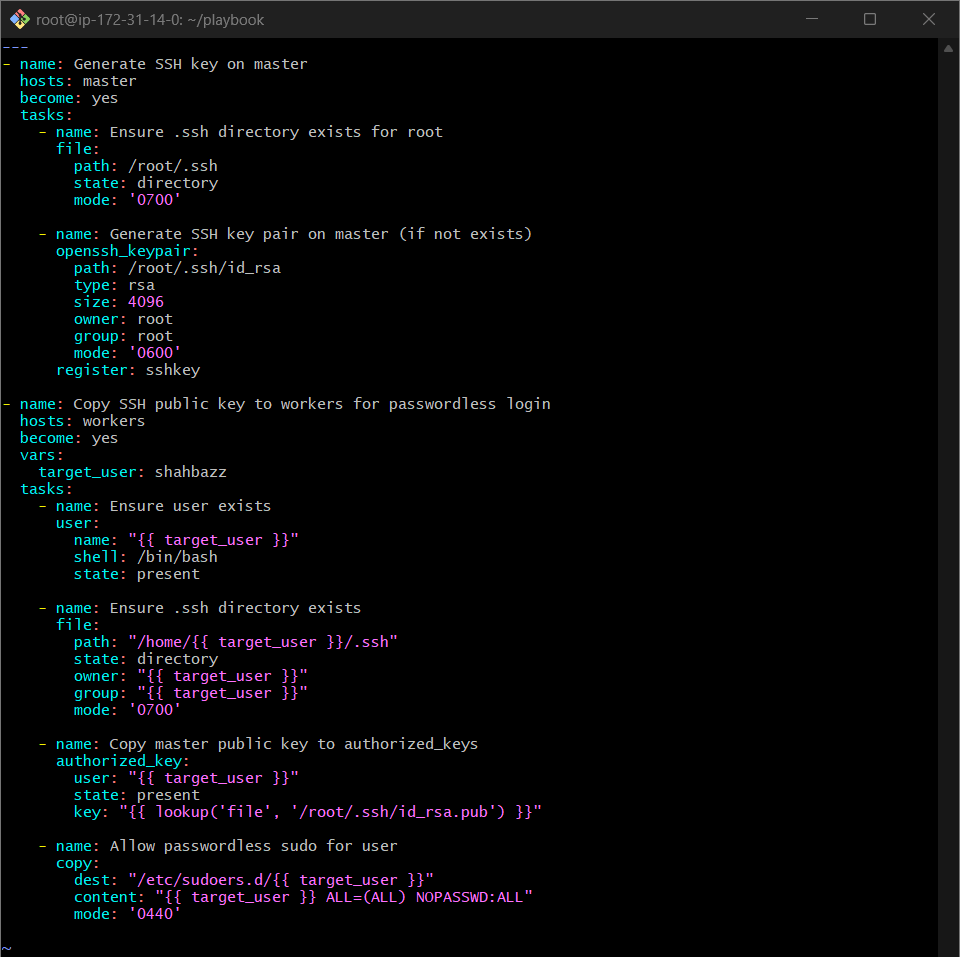 root@ip-172-31-14-0: ~/playbook
---
- name: Generate SSH key on master
  hosts: master
  become: yes
  tasks:
    - name: Ensure .ssh directory exists for root
      file:
        path: /root/.ssh
        state: directory
        mode: '0700'

    - name: Generate SSH key pair on master (if not exists)
      openssh_keypair:
        path: /root/.ssh/id_rsa
        type: rsa
        size: 4096
        owner: root
        group: root
        mode: '0600'
      register: sshkey

- name: Copy SSH public key to workers for passwordless login
  hosts: workers
  become: yes
  vars:
    target_user: shahbazz
  tasks:
    - name: Ensure user exists
      user:
        name: "{{ target_user }}"
        shell: /bin/bash
        state: present

    - name: Ensure .ssh directory exists
      file:
        path: "/home/{{ target_user }}/.ssh"
        state: directory
        owner: "{{ target_user }}"
        group: "{{ target_user }}"
        mode: '0700'

    - name: Copy master public key to authorized_keys
      authorized_key:
        user: "{{ target_user }}"
        state: present
        key: "{{ lookup('file', '/root/.ssh/id_rsa.pub') }}"

    - name: Allow passwordless sudo for user
      copy:
        dest: "/etc/sudoers.d/{{ target_user }}"
        content: "{{ target_user }} ALL=(ALL) NOPASSWD:ALL"
        mode: '0440'

~